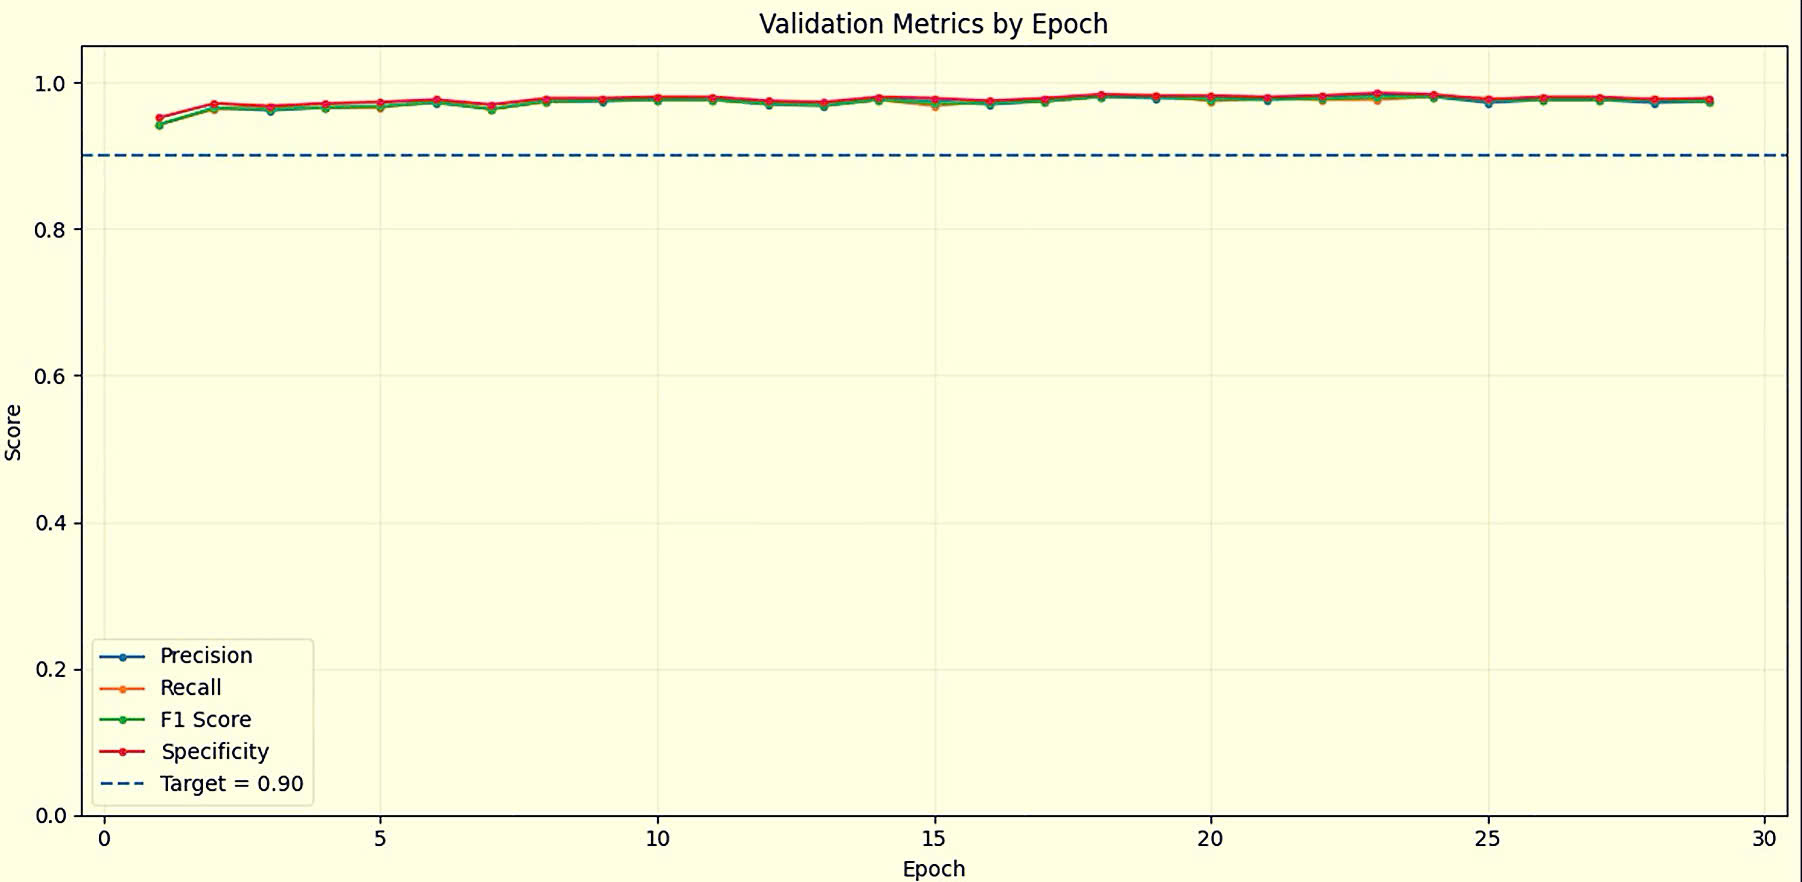 Validation Metrics by Epoch
1.0
0.8
0.6
0.4
0.2
0.0
Score
Precision
Recall
F1 Score
Specificity
Target = 0.90
0 5 10 15 20 25 30
Epoch